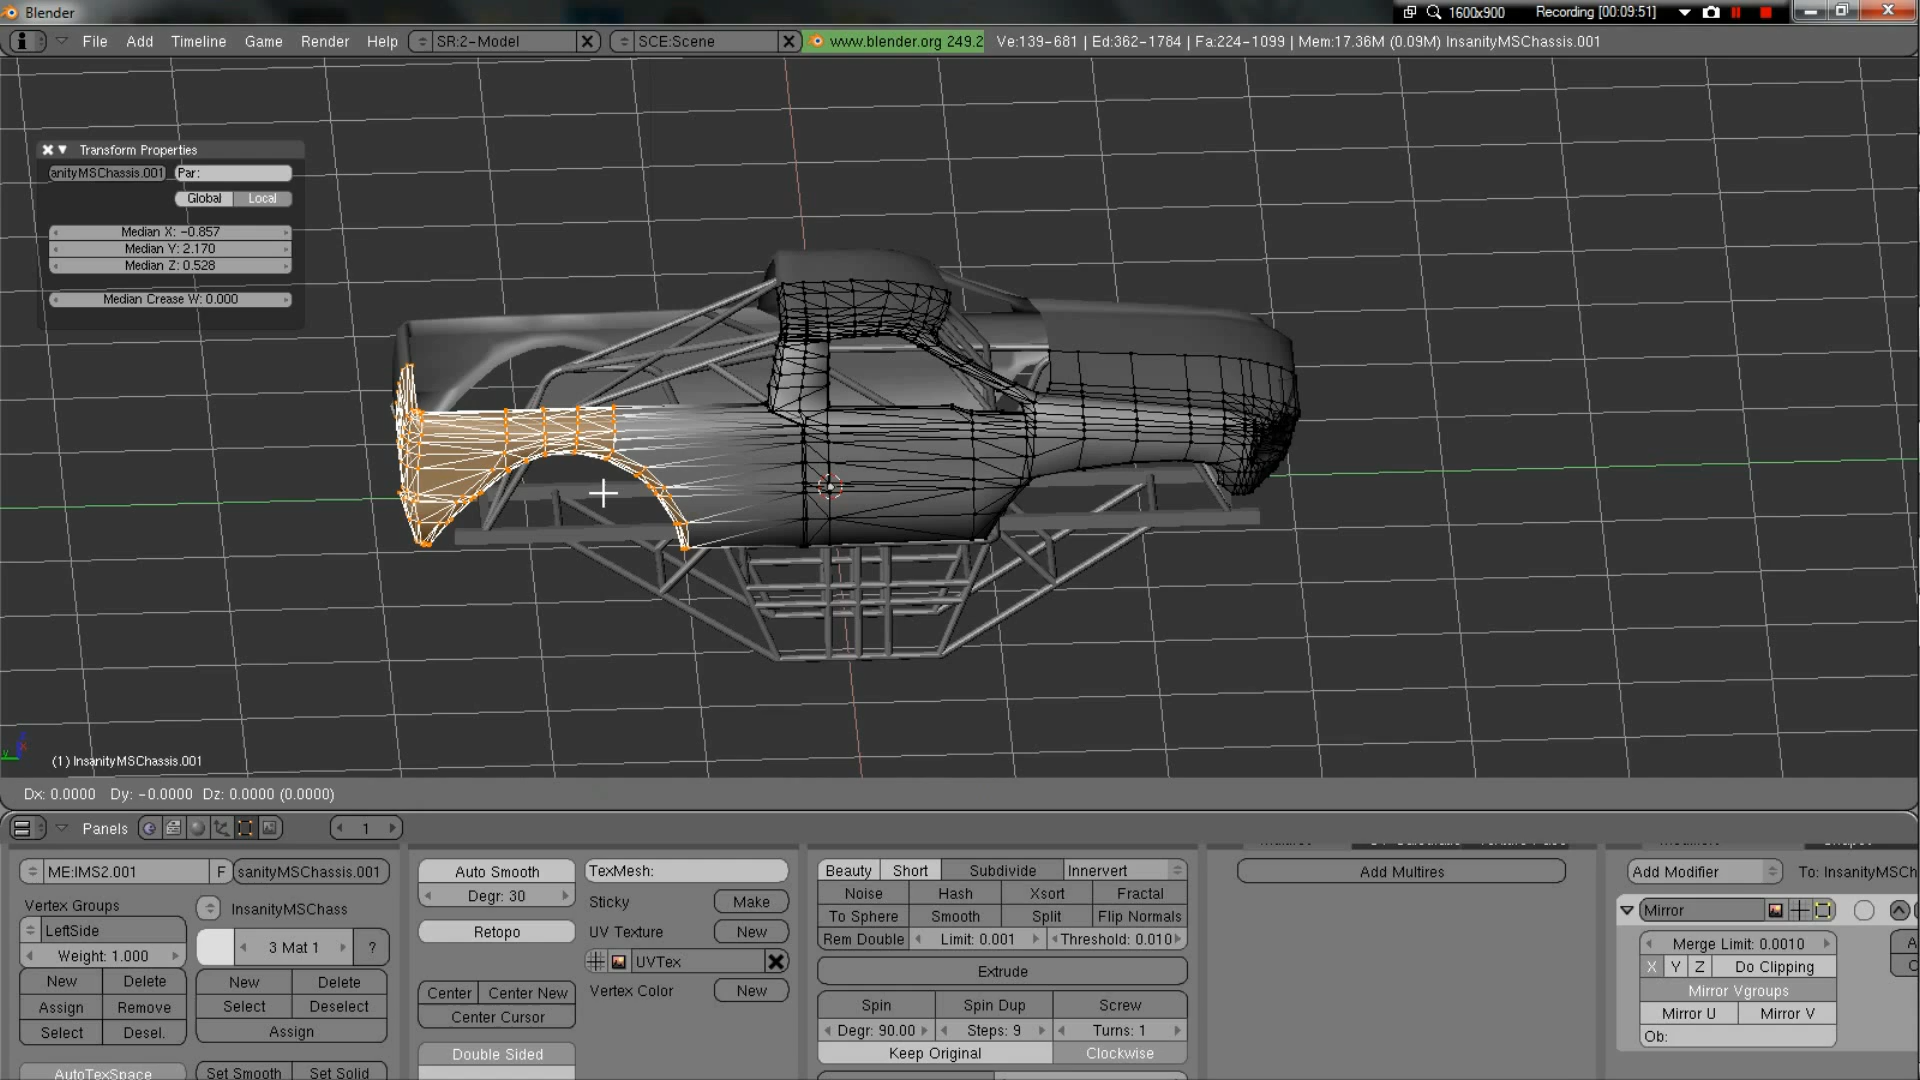 Blender
1600x900
Recording [00:09:51]
File Add Timeline Game Render Help SR:2-Model SCE:Scene www.blender.org 249.2 Ve:139-681 | Ed:362-1784 | Fa:224-1099 | Mem:17.36M (0.09M) InsanityMSChassis.001
Transform Properties
anityMSChassis.001 Par:
Global Local
Median X: -0.857
Median Y: 2.170
Median Z: 0.528
Median Crease W: 0.000
(1) InsanityMSChassis.001
Dx: 0.0000 Dy: -0.0000 Dz: 0.0000 (0.0000)
Panels 1
ME:IMS2.001 F sanityMSChassis.001
Vertex Groups
LeftSide
Weight: 1.000
New Delete
Assign Remove
Select Desel.
AutoTexSpace
InsanityMSChass
3 Mat 1 ?
New Delete
Select Deselect
Assign
Set Smooth Set Solid
Auto Smooth
Degr: 30
Retopo
Center Center New
Center Cursor
Double Sided
TexMesh:
Sticky Make
UV Texture New
UVTex
Vertex Color New
Beauty Short Subdivide Innervert
Noise Hash Xsort Fractal
To Sphere Smooth Split Flip Normals
Rem Double Limit: 0.001 Threshold: 0.010
Extrude
Spin Spin Dup Screw
Degr: 90.00 Steps: 9 Turns: 1
Keep Original Clockwise
Add Multires
Add Modifier To: InsanityMSCh
Mirror
Merge Limit: 0.0010
X Y Z Do Clipping
Mirror Vgroups
Mirror U Mirror V
Ob: